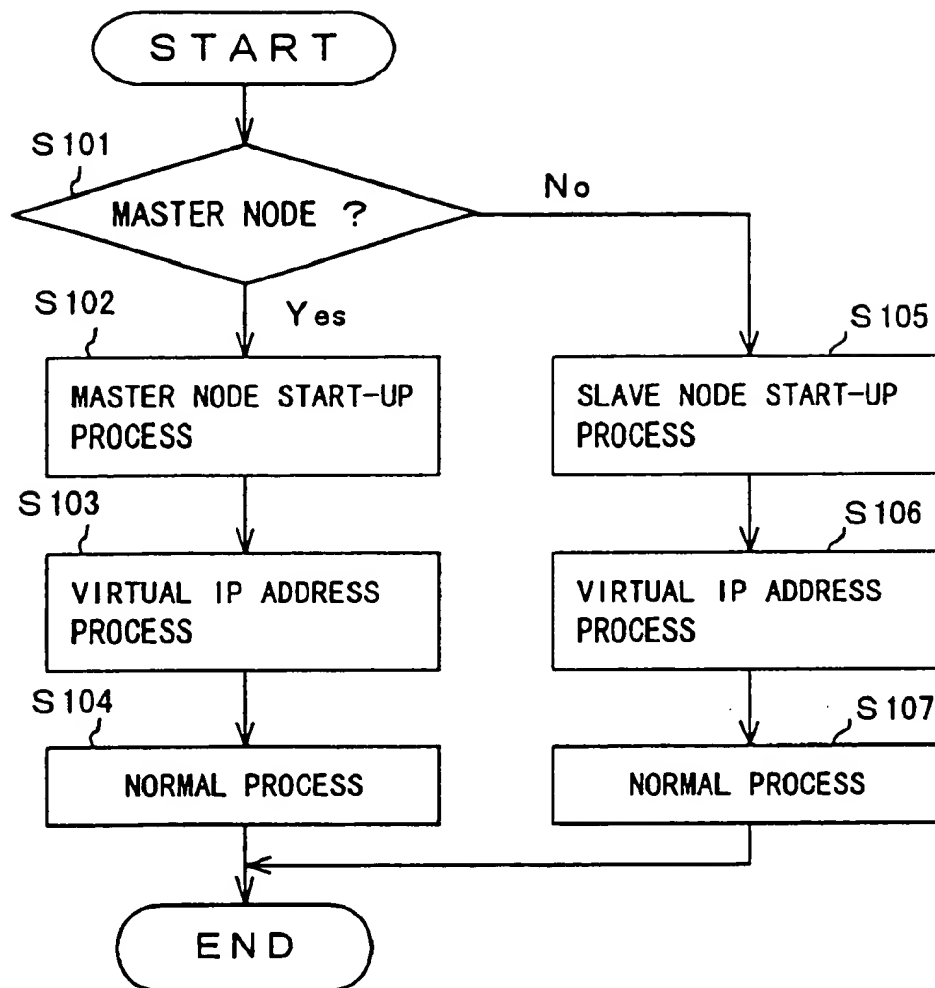 START
S101
MASTER NODE ?
No
Yes
S102
MASTER NODE START-UP
PROCESS
S103
VIRTUAL IP ADDRESS
PROCESS
S104
NORMAL PROCESS
S105
SLAVE NODE START-UP
PROCESS
S106
VIRTUAL IP ADDRESS
PROCESS
S107
NORMAL PROCESS
END